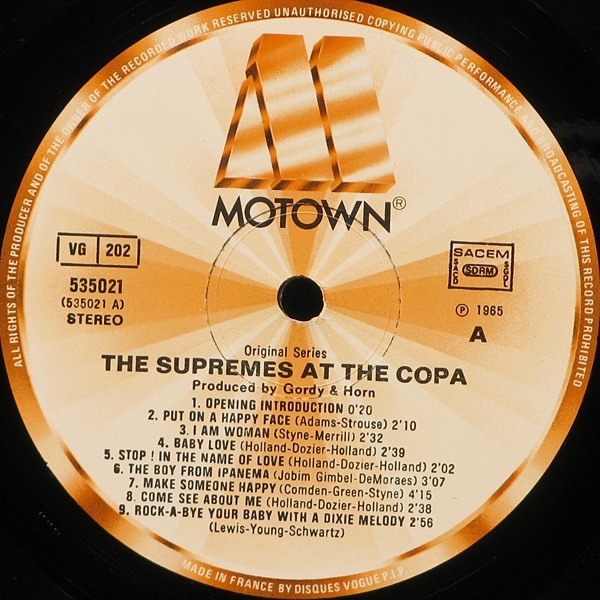 ALL RIGHTS OF THE PRODUCER AND OF THE OWNER OF THE RECORDED WORK RESERVED UNAUTHORISED COPYING PUBLIC PERFORMANCE AND BROADCASTING OF THIS RECORD PROHIBITED
MOTOWN®
VG 202
535021
(535021 A)
STEREO
SACEM
SACD SDRM SGDL
℗ 1965
A
Original Series
THE SUPREMES AT THE COPA
Produced by Gordy & Horn
1. OPENING INTRODUCTION 0'20
2. PUT ON A HAPPY FACE (Adams-Strouse) 2'10
3. I AM WOMAN (Styne-Merrill) 2'32
4. BABY LOVE (Holland-Dozier-Holland) 2'39
5. STOP ! IN THE NAME OF LOVE (Holland-Dozier-Holland) 2'02
6. THE BOY FROM IPANEMA (Jobim Gimbel-DeMoraes) 3'07
7. MAKE SOMEONE HAPPY (Comden-Green-Styne) 4'15
8. COME SEE ABOUT ME (Holland-Dozier-Holland) 2'38
9. ROCK-A-BYE YOUR BABY WITH A DIXIE MELODY 2'56
(Lewis-Young-Schwartz)
MADE IN FRANCE BY DISQUES VOGUE P.I.P.